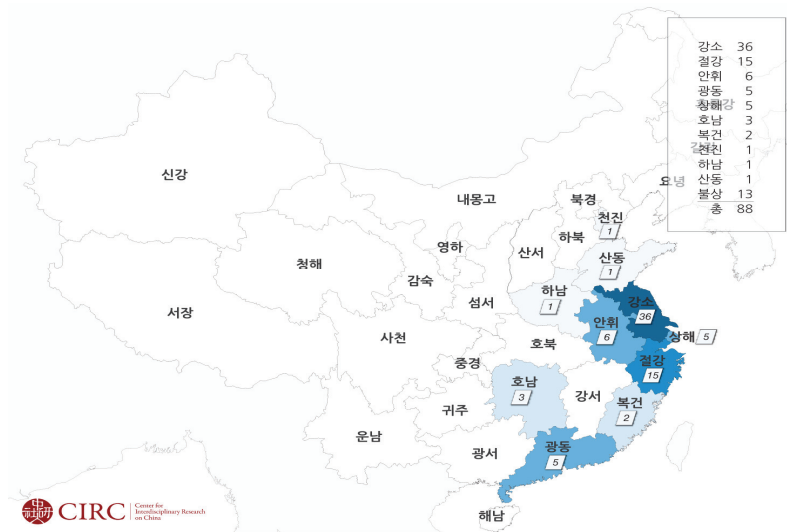 강소 36
절강 15
안휘 6
광동 5
상해 5
호남 3
복건 2
천진 1
하남 1
산동 1
불상 13
총 88
요녕
신강
내몽고
북경
천진
1
영하
산서
하북
청해
산동
1
감숙
하남
1
섬서
강소
36
서장
안휘
6
상해 5
사천
호북
절강
15
중경
호남
3
강서
복건
2
귀주
운남
광동
5
광서
해남
CIRC
Center for
Interdisciplinary Research
on China